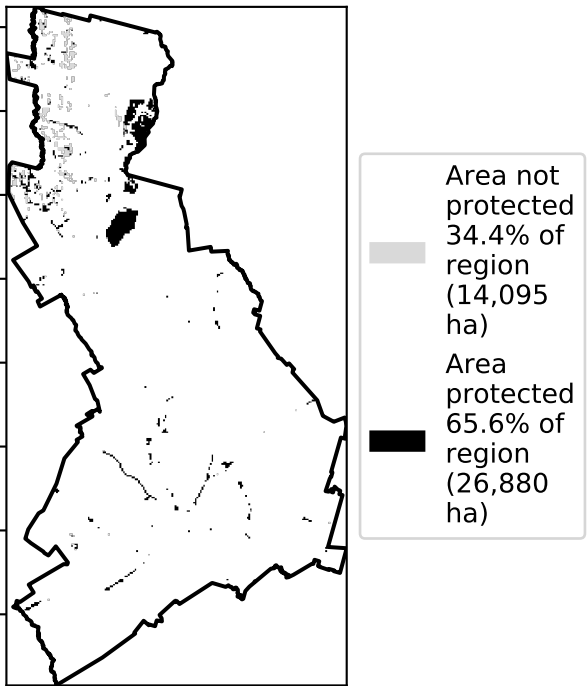 Area not
protected
34.4% of
region
(14,095
ha)
Area
protected
65.6% of
region
(26,880
ha)